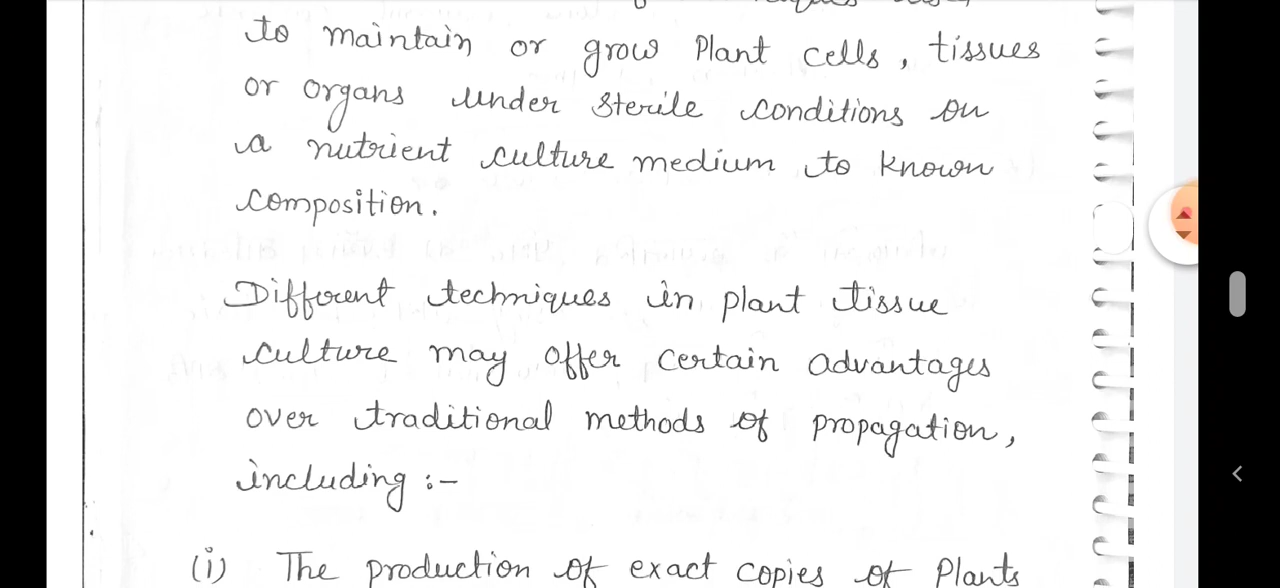 to maintain or grow Plant cells, tissues
or organs under sterile conditions on
a nutrient culture medium to known
composition.
Different techniques in plant tissue
culture may offer certain advantages
over traditional methods of propagation,
including :-
(i) The production of exact copies of Plants